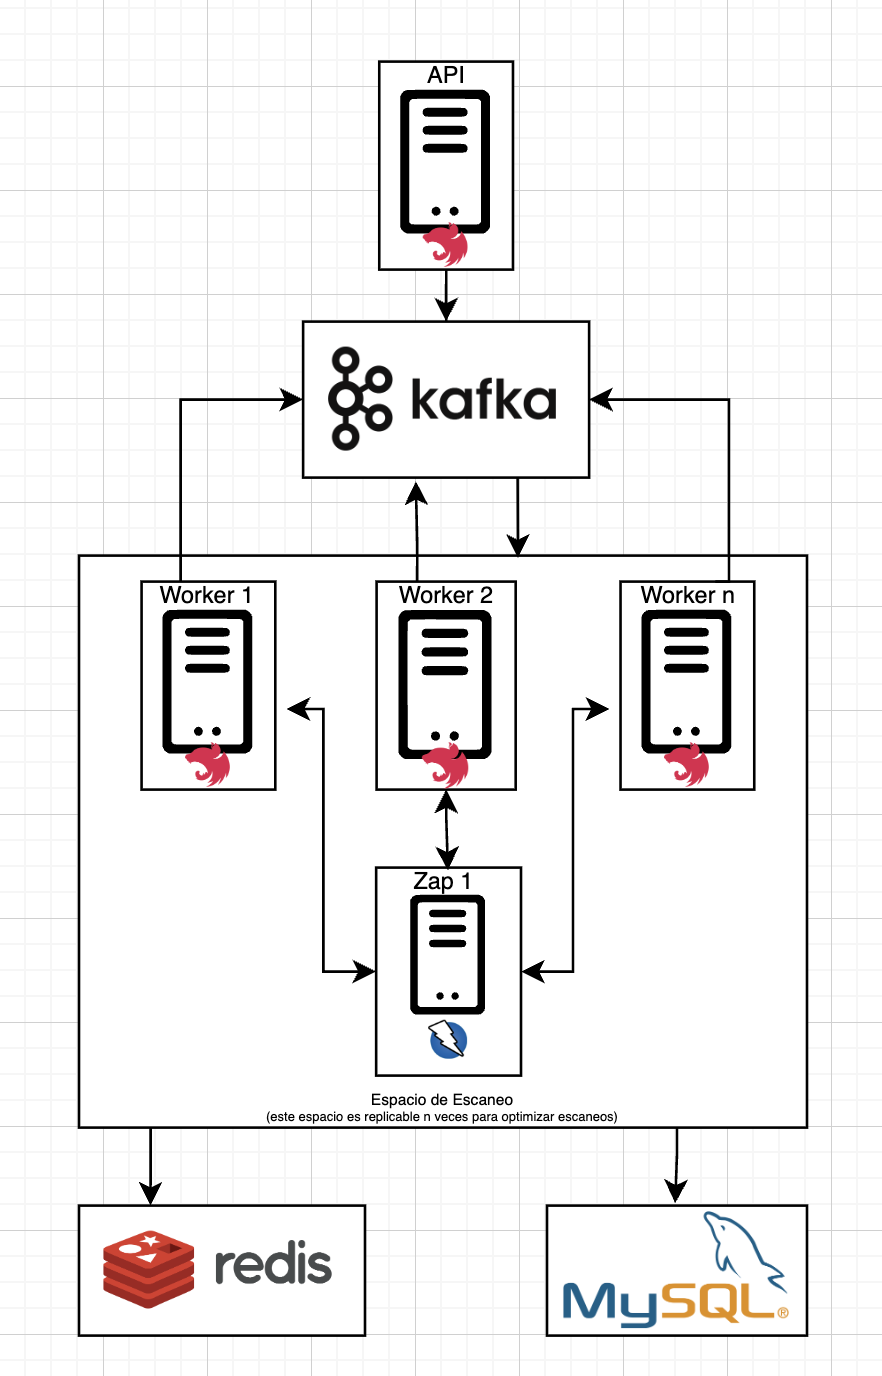 API
kafka
Worker 1
Worker 2
Worker n
Zap 1
Espacio de Escaneo
(este espacio es replicable n veces para optimizar escaneos)
redis
MySQL®